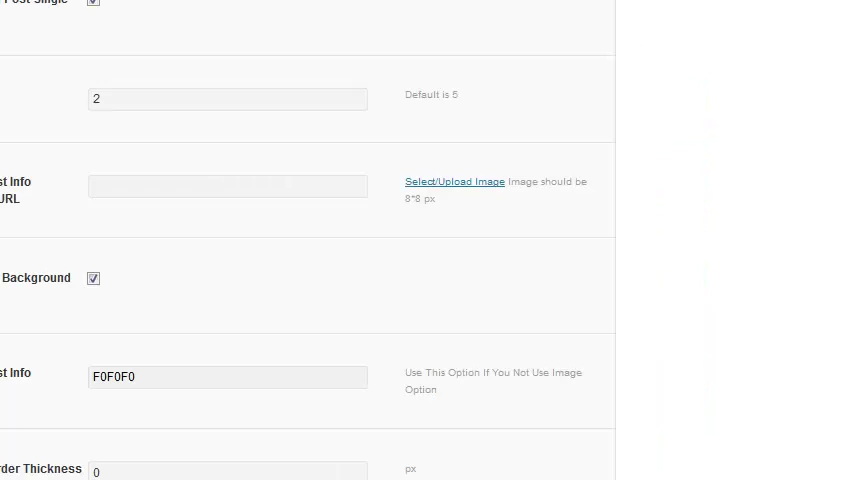 Post Single
2 Default is 5
st Info
URL
Select/Upload Image Image should be
8*8 px
Background
st Info
F0F0F0
Use This Option If You Not Use Image
Option
rder Thickness 0 px